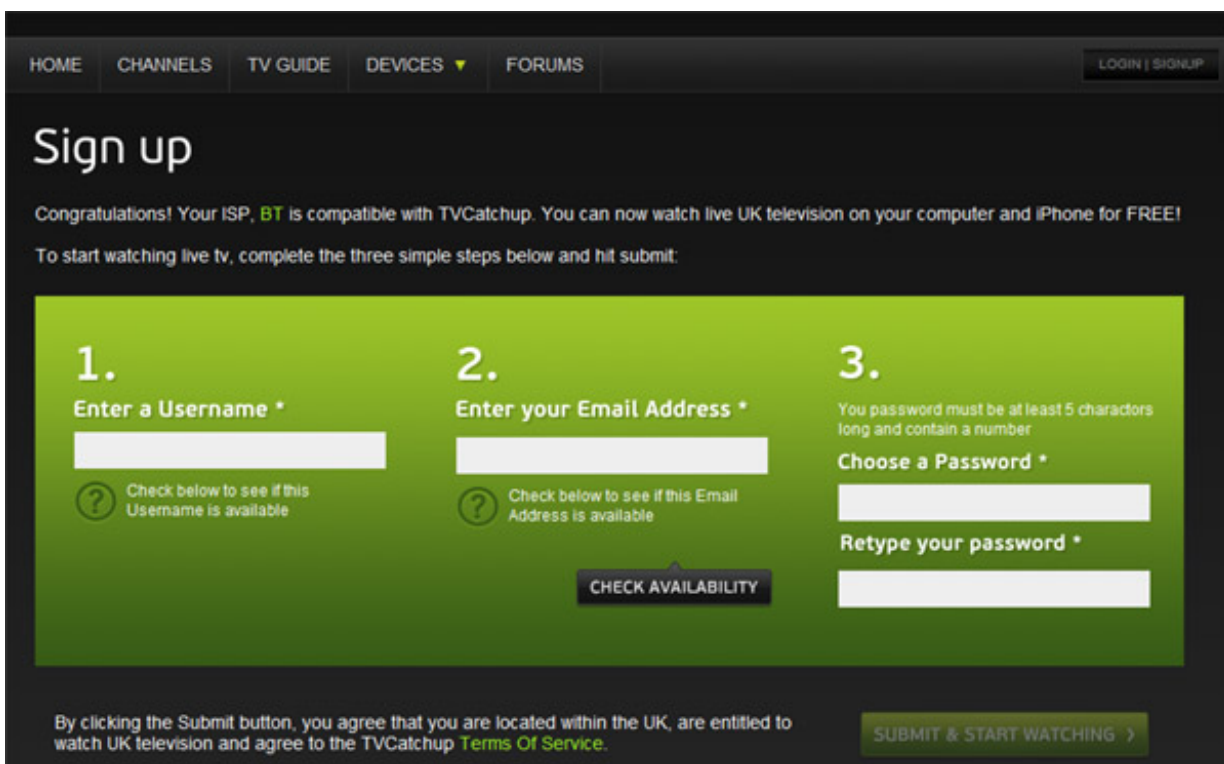 HOME CHANNELS TV GUIDE DEVICES ▼ FORUMS LOGIN | SIGNUP
Sign up
Congratulations! Your ISP, BT is compatible with TVCatchup. You can now watch live UK television on your computer and iPhone for FREE!
To start watching live tv, complete the three simple steps below and hit submit:
1.
Enter a Username *
? Check below to see if this
Username is available
2.
Enter your Email Address *
? Check below to see if this Email
Address is available
CHECK AVAILABILITY
3.
You password must be at least 5 charactors
long and contain a number
Choose a Password *
Retype your password *
By clicking the Submit button, you agree that you are located within the UK, are entitled to
watch UK television and agree to the TVCatchup Terms Of Service.
SUBMIT & START WATCHING >